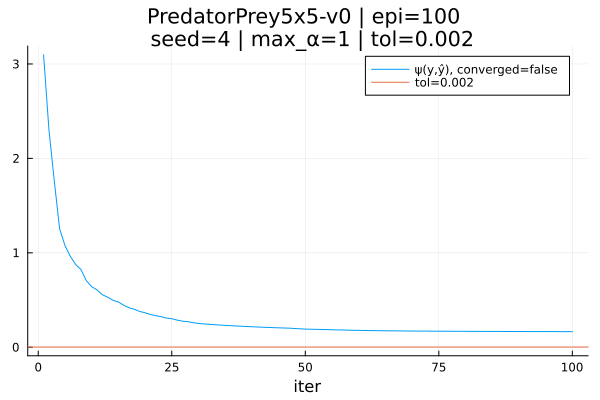 PredatorPrey5x5-v0 | epi=100
seed=4 | max_α=1 | tol=0.002
ψ(y,ŷ), converged=false
tol=0.002
3
2
1
0
0 25 50 75 100
iter